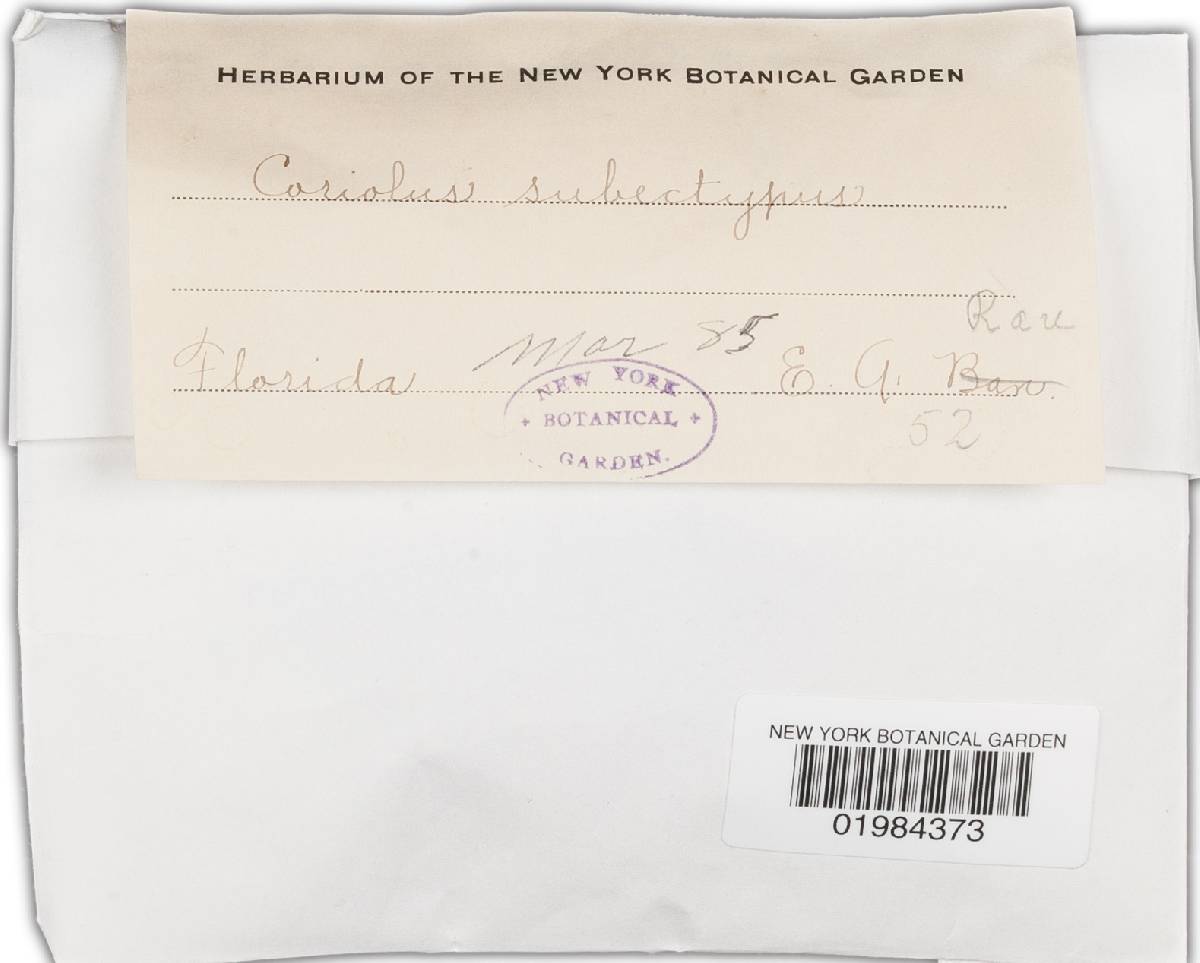 HERBARIUM OF THE NEW YORK BOTANICAL GARDEN
Coriolus subectypus
Rau
Florida Mar 85 E. A. Bau.
52
NEW YORK
+ BOTANICAL +
GARDEN.
NEW YORK BOTANICAL GARDEN
01984373